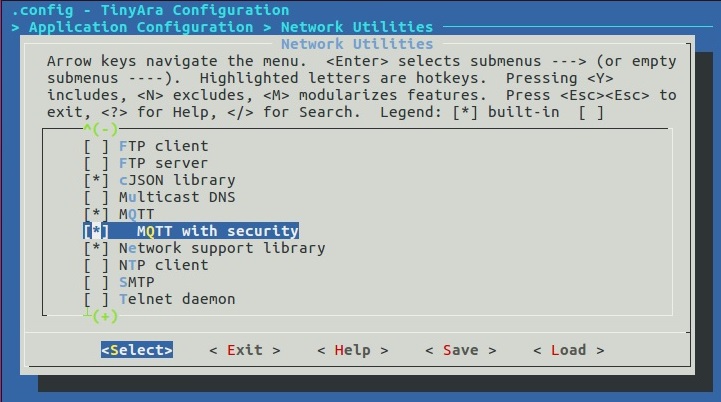 .config - TinyAra Configuration
> Application Configuration > Network Utilities
Network Utilities
Arrow keys navigate the menu.  <Enter> selects submenus ---> (or empty
submenus ----).  Highlighted letters are hotkeys.  Pressing <Y>
includes, <N> excludes, <M> modularizes features.  Press <Esc><Esc> to
exit, <?> for Help, </> for Search.  Legend: [*] built-in  [ ]
^(-)
[ ] FTP client
[ ] FTP server
[*] cJSON library
[ ] Multicast DNS
[*] MQTT
[*]   MQTT with security
[*] Network support library
[ ] NTP client
[ ] SMTP
[ ] Telnet daemon
┴(+)
<Select>    < Exit >    < Help >    < Save >    < Load >